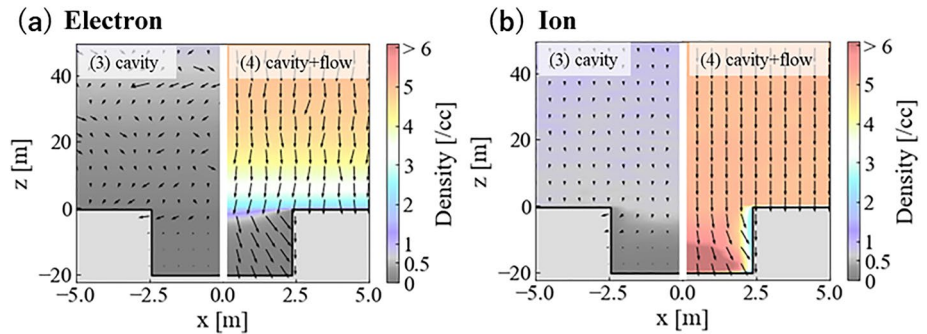 (a) Electron
(b) Ion
(3) cavity
(4) cavity+flow
40
20
0
−20
z [m]
−5.0
−2.5
0.0
2.5
5.0
x [m]
> 6
5
4
3
2
1
0.5
0
Density [/cc]
(3) cavity
(4) cavity+flow
40
20
0
−20
z [m]
−5.0
−2.5
0.0
2.5
5.0
x [m]
> 6
5
4
3
2
1
0.5
0
Density [/cc]